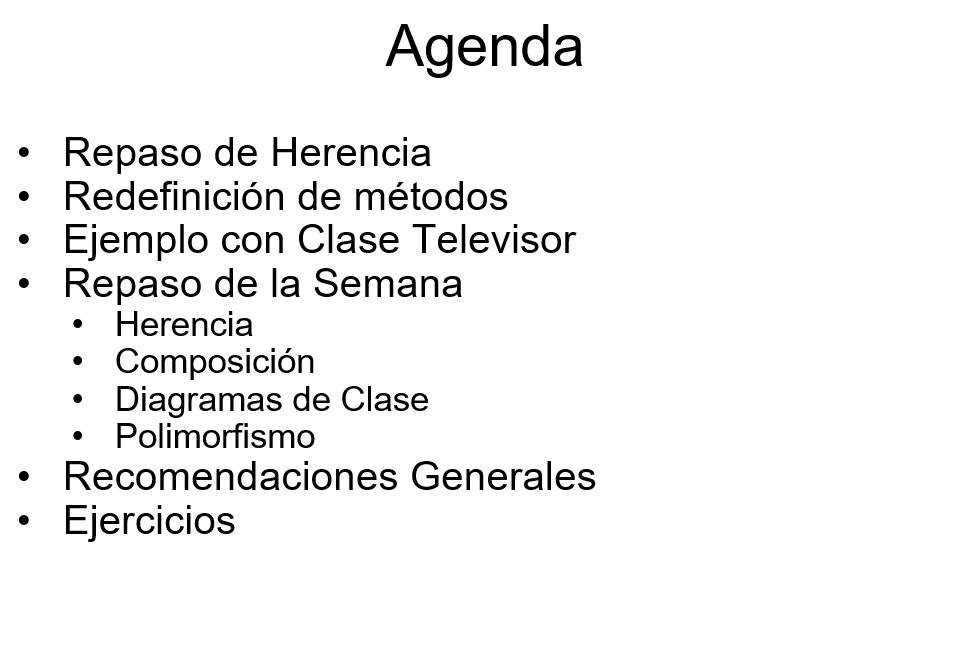 Agenda
• Repaso de Herencia
• Redefinición de métodos
• Ejemplo con Clase Televisor
• Repaso de la Semana
• Herencia
• Composición
• Diagramas de Clase
• Polimorfismo
• Recomendaciones Generales
• Ejercicios